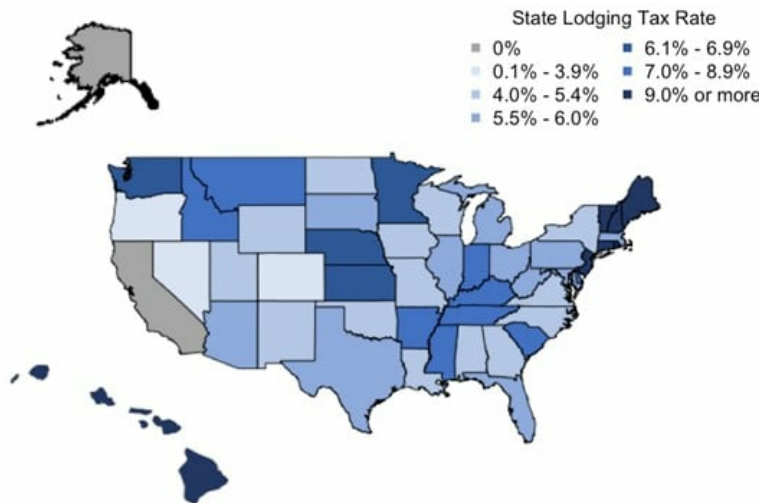 State Lodging Tax Rate
0%
0.1% - 3.9%
4.0% - 5.4%
5.5% - 6.0%
6.1% - 6.9%
7.0% - 8.9%
9.0% or more